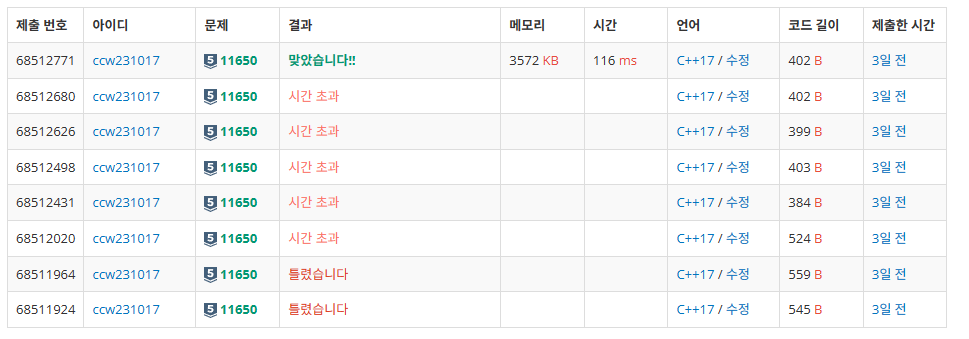 제출 번호 아이디 문제 결과 메모리 시간 언어 코드 길이 제출한 시간
68512771 ccw231017 5 11650 맞았습니다!! 3572 KB 116 ms C++17 / 수정 402 B 3일 전
68512680 ccw231017 5 11650 시간 초과 C++17 / 수정 402 B 3일 전
68512626 ccw231017 5 11650 시간 초과 C++17 / 수정 399 B 3일 전
68512498 ccw231017 5 11650 시간 초과 C++17 / 수정 403 B 3일 전
68512431 ccw231017 5 11650 시간 초과 C++17 / 수정 384 B 3일 전
68512020 ccw231017 5 11650 시간 초과 C++17 / 수정 524 B 3일 전
68511964 ccw231017 5 11650 틀렸습니다 C++17 / 수정 559 B 3일 전
68511924 ccw231017 5 11650 틀렸습니다 C++17 / 수정 545 B 3일 전